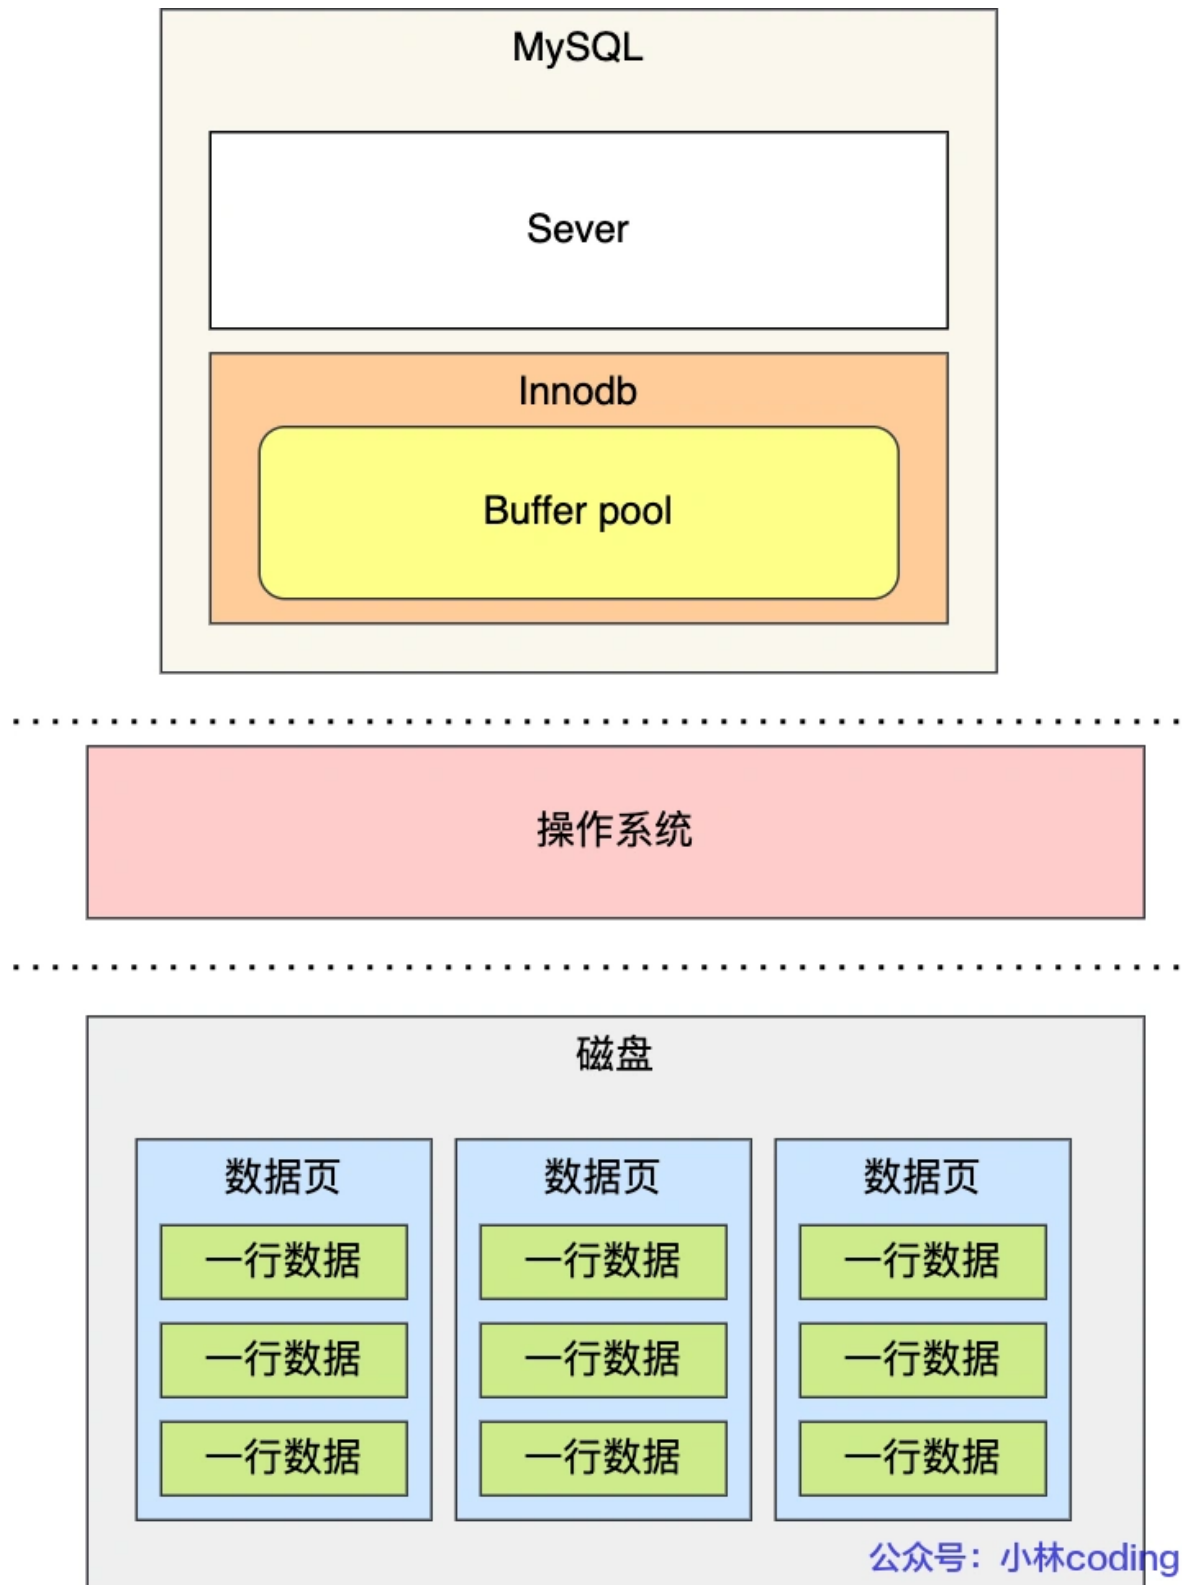 MySQL
Sever
Innodb
Buffer pool
操作系统
磁盘
数据页 数据页 数据页
一行数据 一行数据 一行数据
一行数据 一行数据 一行数据
一行数据 一行数据 一行数据
公众号：小林coding